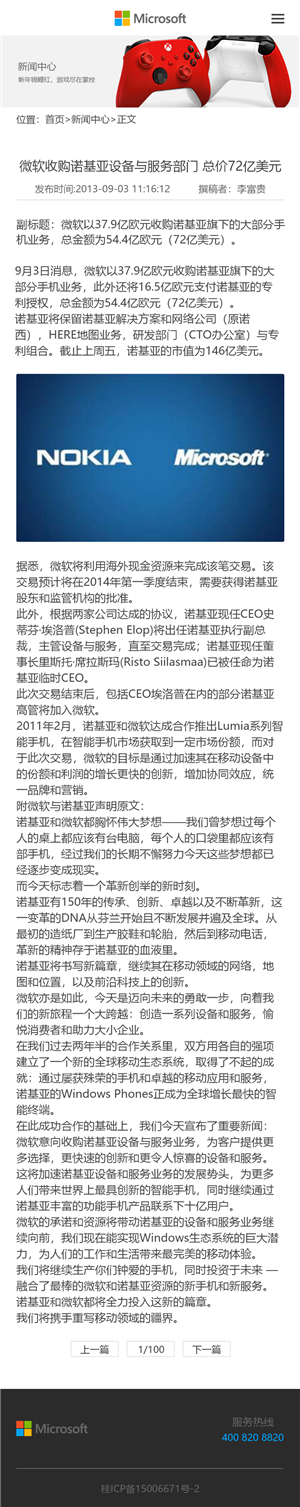 Microsoft
新闻中心
新年锦鲤红，游戏尽在掌控
位置：首页>新闻中心>正文
微软收购诺基亚设备与服务部门 总价72亿美元
发布时间:2013-09-03 11:16:12 撰稿者：李富贵
副标题：微软以37.9亿欧元收购诺基亚旗下的大部分手
机业务，总金额为54.4亿欧元（72亿美元）。
9月3日消息，微软以37.9亿欧元收购诺基亚旗下的大
部分手机业务，此外还将16.5亿欧元支付诺基亚的专
利授权，总金额为54.4亿欧元（72亿美元）。
诺基亚将保留诺基亚解决方案和网络公司（原诺
西），HERE地图业务，研发部门（CTO办公室）与专
利组合。截止上周五，诺基亚的市值为146亿美元。
NOKIA Microsoft
据悉，微软将利用海外现金资源来完成该笔交易。该
交易预计将在2014年第一季度结束，需要获得诺基亚
股东和监管机构的批准。
此外，根据两家公司达成的协议，诺基亚现任CEO史
蒂芬·埃洛普(Stephen Elop)将出任诺基亚执行副总
裁，主管设备与服务，直至交易完成；诺基亚现任董
事长里斯托·席拉斯玛(Risto Siilasmaa)已被任命为诺
基亚临时CEO。
此次交易结束后，包括CEO埃洛普在内的部分诺基亚
高管将加入微软。
2011年2月，诺基亚和微软达成合作推出Lumia系列智
能手机，在智能手机市场获取到一定市场份额，而对
于此次交易，微软的目标是通过加速其在移动设备中
的份额和利润的增长更快的创新，增加协同效应，统
一品牌和营销。
附微软与诺基亚声明原文：
诺基亚和微软都胸怀伟大梦想——我们曾梦想过每个
人的桌上都应该有台电脑，每个人的口袋里都应该有
部手机，经过我们的长期不懈努力今天这些梦想都已
经逐步变成现实。
而今天标志着一个革新创举的新时刻。
诺基亚有150年的传承、创新、卓越以及不断革新，这
一变革的DNA从芬兰开始且不断发展并遍及全球。从
最初的造纸厂到生产胶鞋和轮胎，然后到移动电话，
革新的精神存于诺基亚的血液里。
诺基亚将书写新篇章，继续其在移动领域的网络，地
图和位置，以及前沿科技上的创新。
微软亦是如此，今天是迈向未来的勇敢一步，向着我
们的新旅程一个大跨越：创造一系列设备和服务，愉
悦消费者和助力大小企业。
在我们过去两年半的合作关系里，双方用各自的强项
建立了一个新的全球移动生态系统，取得了不起的成
就：通过屡获殊荣的手机和卓越的移动应用和服务，
诺基亚的Windows Phones正成为全球增长最快的智
能终端。
在此成功合作的基础上，我们今天宣布了重要新闻：
微软意向收购诺基亚设备与服务业务，为客户提供更
多选择，更快速的创新和更令人惊喜的设备和服务。
这将加速诺基亚设备和服务业务的发展势头，为更多
人们带来世界上最具创新的智能手机，同时继续通过
诺基亚丰富的功能手机产品联系下十亿用户。
微软的承诺和资源将带动诺基亚的设备和服务业务继
续向前，我们现在能实现Windows生态系统的巨大潜
力，为人们的工作和生活带来最完美的移动体验。
我们将继续生产你们钟爱的手机，同时投资于未来 —
融合了最棒的微软和诺基亚资源的新手机和新服务。
诺基亚和微软都将全力投入这新的篇章。
我们将携手重写移动领域的疆界。
上一篇 1/100 下一篇
Microsoft
服务热线
400 820 8820
桂ICP备15006671号-2